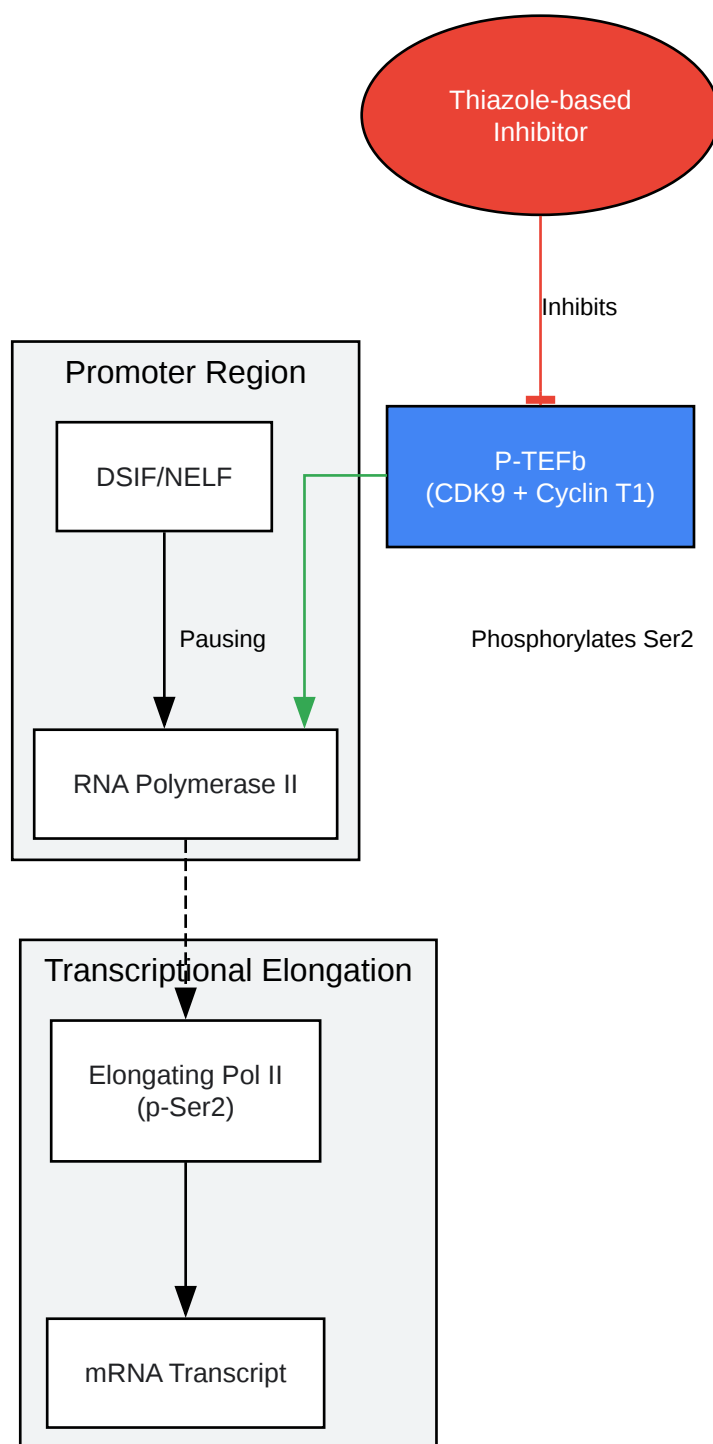 Thiazole-based
Inhibitor
Inhibits
Promoter Region
DSIF/NELF
P-TEFb
(CDK9 + Cyclin T1)
Pausing
Phosphorylates Ser2
RNA Polymerase II
Transcriptional Elongation
Elongating Pol II
(p-Ser2)
mRNA Transcript